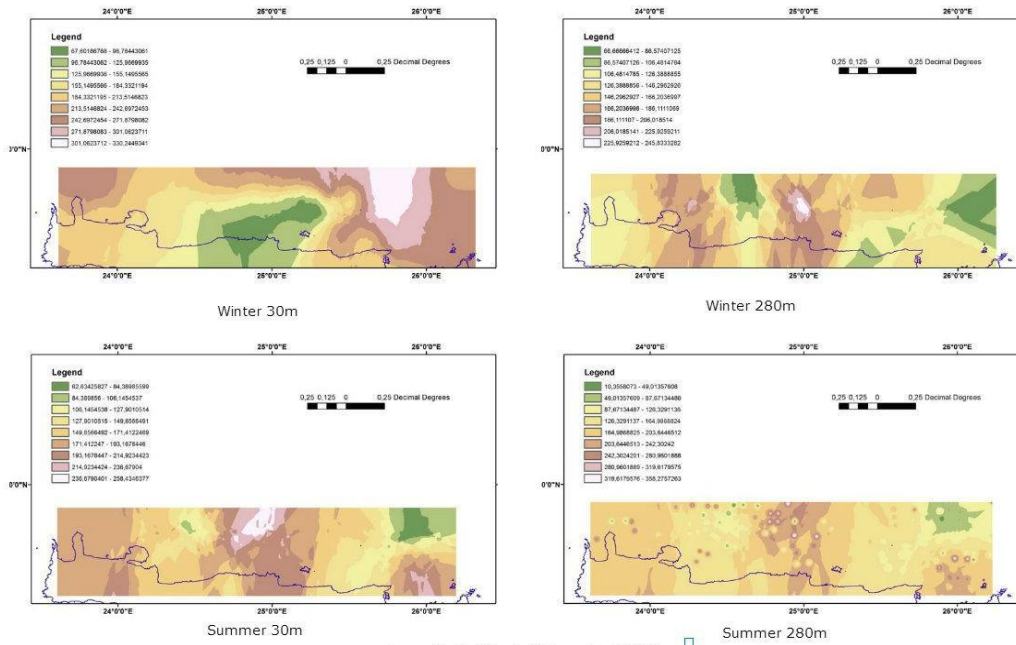 24°0'0"E 25°0'0"E 26°0'0"E
Legend
67,60186768 - 96,78443061
96,78443062 - 125,9669935
125,9669936 - 155,1495565
155,1495566 - 184,3321194
184,3321195 - 213,5146823
213,5146824 - 242,6972453
242,6972454 - 271,8798082
271,8798083 - 301,0623711
301,0623712 - 330,2449341
0,25 0,125 0 0,25 Decimal Degrees
24°0'0"E 25°0'0"E 26°0'0"E
Winter 30m
24°0'0"E 25°0'0"E 26°0'0"E
Legend
66,66666412 - 86,57407125
86,57407126 - 106,4814784
106,4814785 - 126,3888855
126,3888856 - 146,2962926
146,2962927 - 166,2036997
166,2036998 - 186,1111069
186,111107 - 206,018514
206,0185141 - 225,9259211
225,9259212 - 245,8333282
0,25 0,125 0 0,25 Decimal Degrees
24°0'0"E 25°0'0"E 26°0'0"E
Winter 280m
24°0'0"E 25°0'0"E 26°0'0"E
Legend
62,63425827 - 84,38985599
84,389856 - 106,1454537
106,1454538 - 127,9010514
127,9010515 - 149,6566491
149,6566492 - 171,4122469
171,412247 - 193,1678446
193,1678447 - 214,9234423
214,9234424 - 236,67904
236,6790401 - 258,4346377
0,25 0,125 0 0,25 Decimal Degrees
24°0'0"E 25°0'0"E 26°0'0"E
Summer 30m
24°0'0"E 25°0'0"E 26°0'0"E
Legend
10,3558073 - 49,01357608
49,01357609 - 87,67134486
87,67134487 - 126,3291136
126,3291137 - 164,9868824
164,9868825 - 203,6446512
203,6446513 - 242,30242
242,3024201 - 280,9601888
280,9601889 - 319,6179575
319,6179576 - 358,2757263
0,25 0,125 0 0,25 Decimal Degrees
24°0'0"E 25°0'0"E 26°0'0"E
Summer 280m